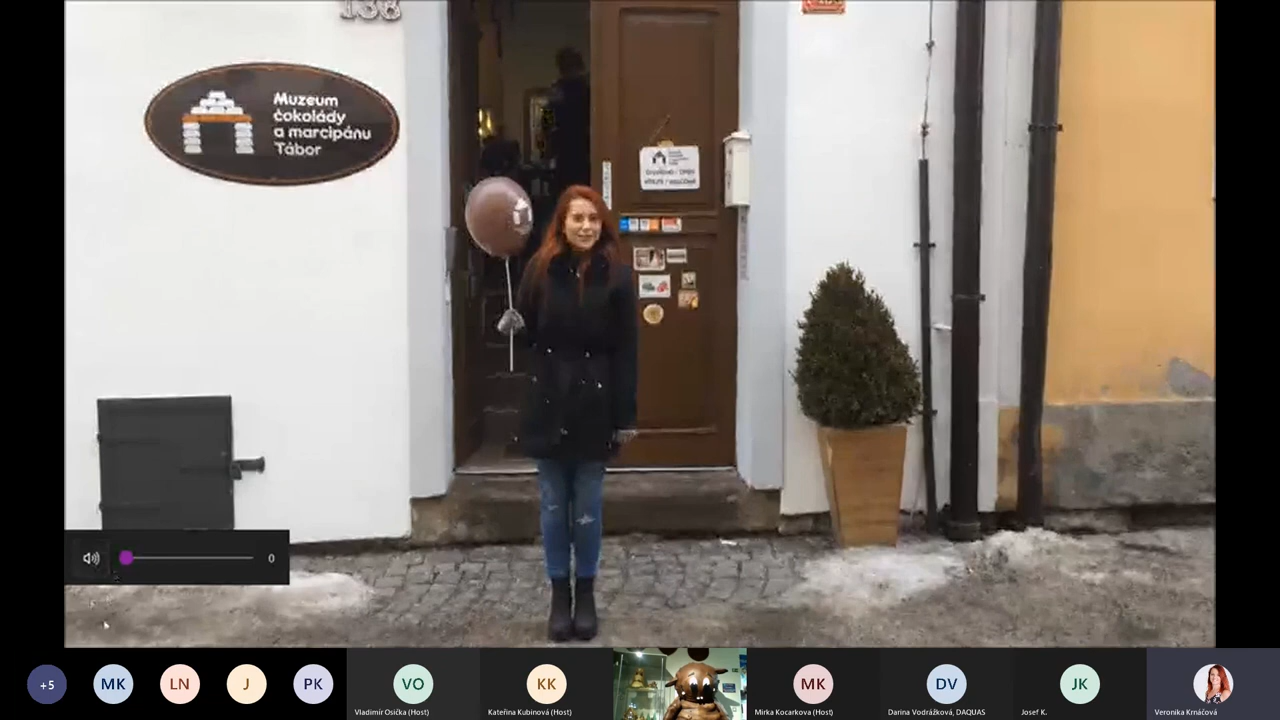 138
Muzeum
čokolády
a marcipánu
Tábor
0
+5
MK
LN
J
PK
VO
Vladimír Osička (Host)
KK
Kateřina Kubinová (Host)
MK
Mirka Kocarkova (Host)
DV
Darina Vodrážková, DAQUAS
JK
Josef K.
Veronika Krnáčová